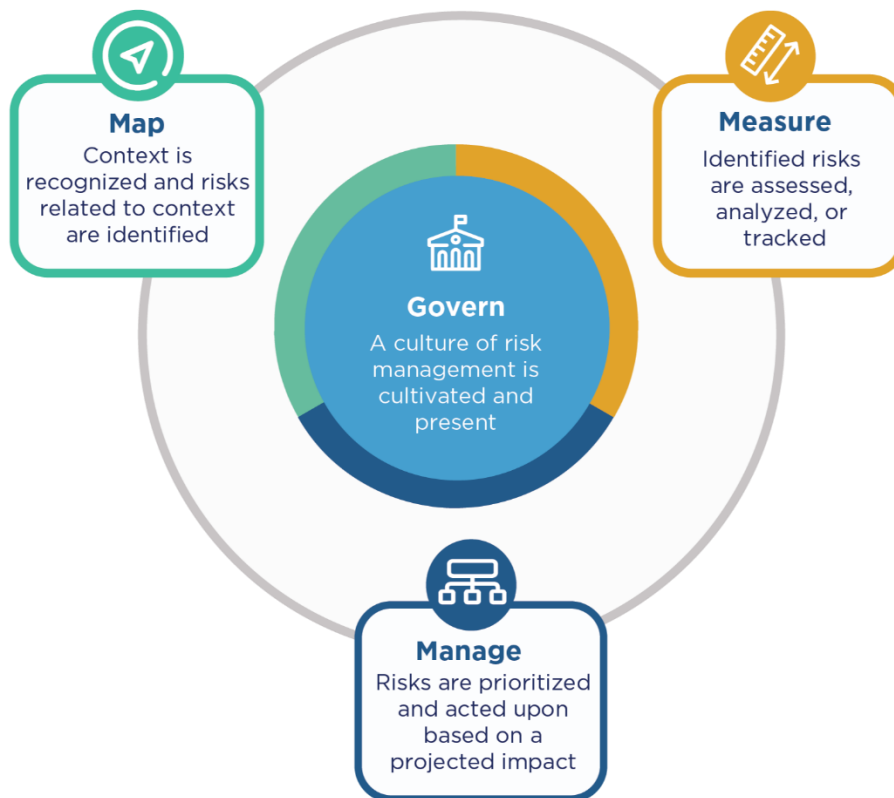 Map
Context is
recognized and risks
related to context
are identified
Measure
Identified risks
are assessed,
analyzed, or
tracked
Govern
A culture of risk
management is
cultivated and
present
Manage
Risks are prioritized
and acted upon
based on a
projected impact